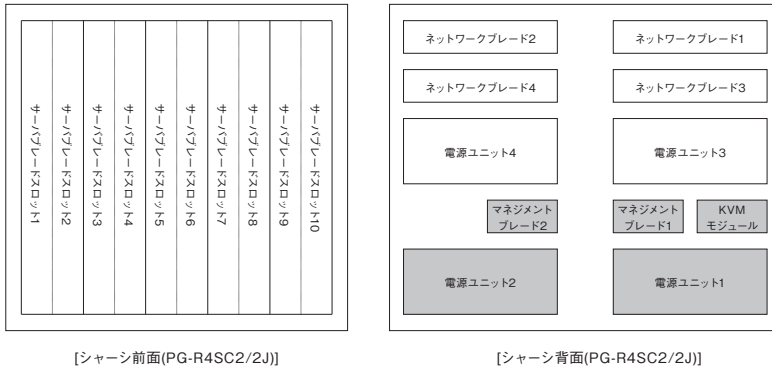 サーバブレードスロット1
サーバブレードスロット2
サーバブレードスロット3
サーバブレードスロット4
サーバブレードスロット5
サーバブレードスロット6
サーバブレードスロット7
サーバブレードスロット8
サーバブレードスロット9
サーバブレードスロット10
[シャーシ前面(PG-R4SC2/2J)]
ネットワークブレード2
ネットワークブレード1
ネットワークブレード4
ネットワークブレード3
電源ユニット4
電源ユニット3
マネジメント
ブレード2
マネジメント
ブレード1
KVM
モジュール
電源ユニット2
電源ユニット1
[シャーシ背面(PG-R4SC2/2J)]